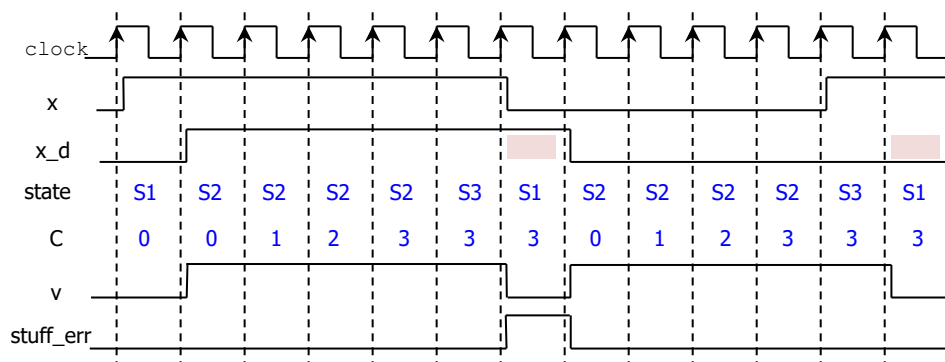 clock
x
x_d
state S1 S2 S2 S2 S2 S3 S1 S2 S2 S2 S2 S3 S1
C 0 0 1 2 3 3 3 0 1 2 3 3 3
v
stuff_err